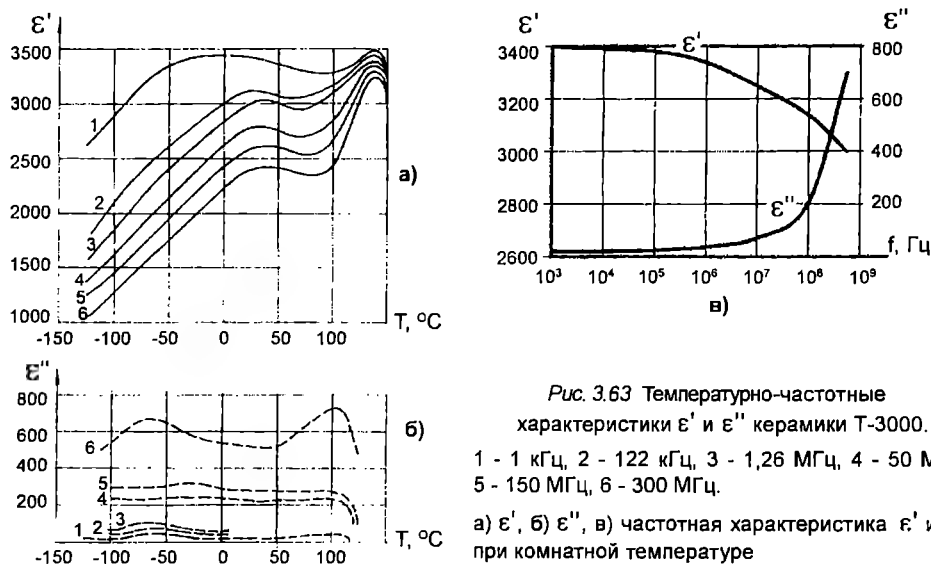 ε'
3500
3000
2500
2000
1500
1000
1
2
3
4
5
6
а)
-150
-100
-50
0
50
100
T, °C
ε''
800
600
400
200
6
5
4
3
2
1
б)
-150
-100
-50
0
50
100
T, °C
ε'
ε''
3400
3200
3000
2800
2600
800
600
400
200
ε'
ε''
f, Гц
10³
10⁴
10⁵
10⁶
10⁷
10⁸
10⁹
в)
Рис. 3.63 Температурно-частотные
характеристики ε' и ε'' керамики Т-3000.
1 - 1 кГц, 2 - 122 кГц, 3 - 1,26 МГц, 4 - 50 М
5 - 150 МГц, 6 - 300 МГц.
а) ε', б) ε'', в) частотная характеристика ε' и
при комнатной температуре